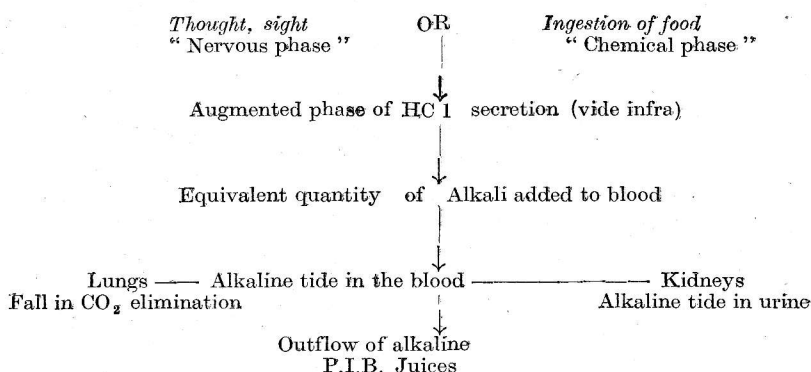 Thought, sight OR Ingestion of food
“ Nervous phase ” “ Chemical phase ”
Augmented phase of HC 1 secretion (vide infra)
Equivalent quantity of Alkali added to blood
Lungs — Alkaline tide in the blood ——— Kidneys
Fall in CO₂ elimination Alkaline tide in urine
Outflow of alkaline
P.I.B. Juices